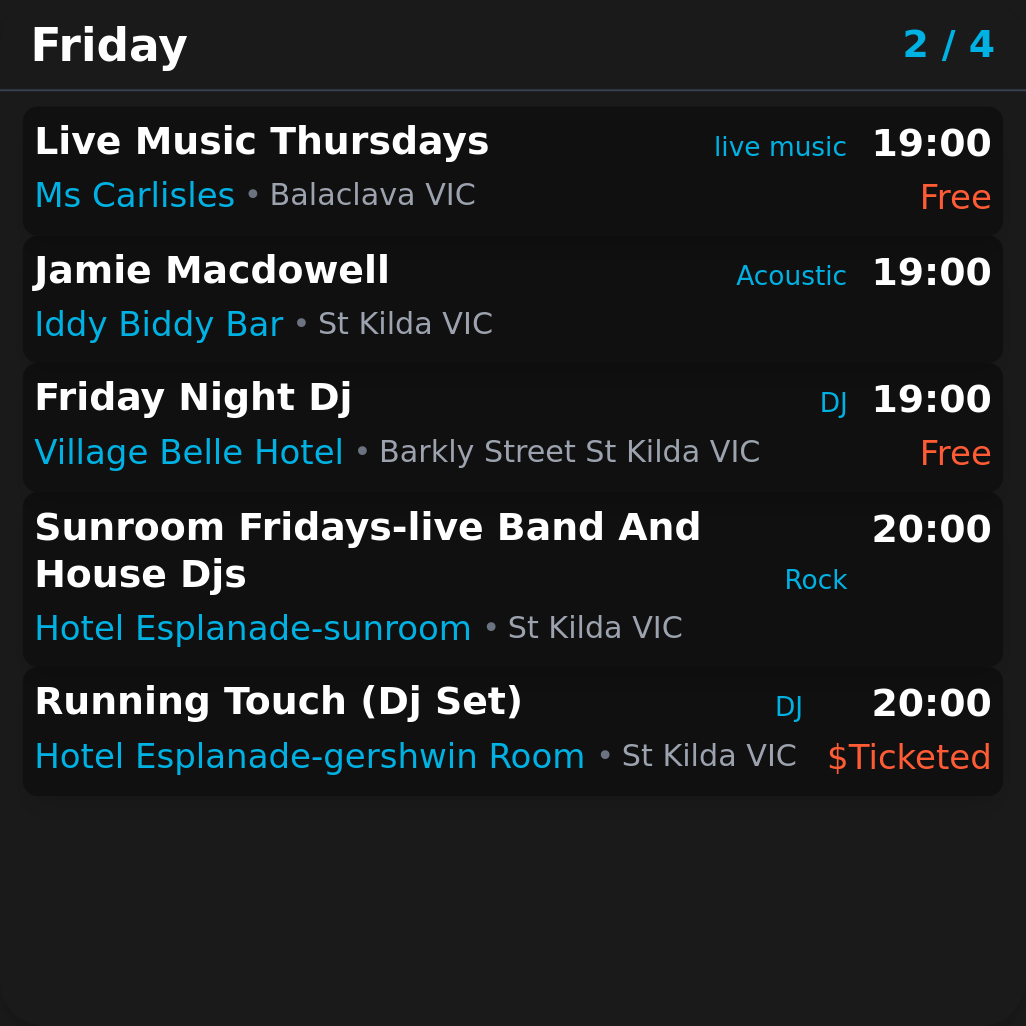 Friday 2 / 4
Live Music Thursdays live music 19:00
Ms Carlisles • Balaclava VIC Free
Jamie Macdowell Acoustic 19:00
Iddy Biddy Bar • St Kilda VIC
Friday Night Dj DJ 19:00
Village Belle Hotel • Barkly Street St Kilda VIC Free
Sunroom Fridays-live Band And 20:00
House Djs Rock
Hotel Esplanade-sunroom • St Kilda VIC
Running Touch (Dj Set) DJ 20:00
Hotel Esplanade-gershwin Room • St Kilda VIC $Ticketed